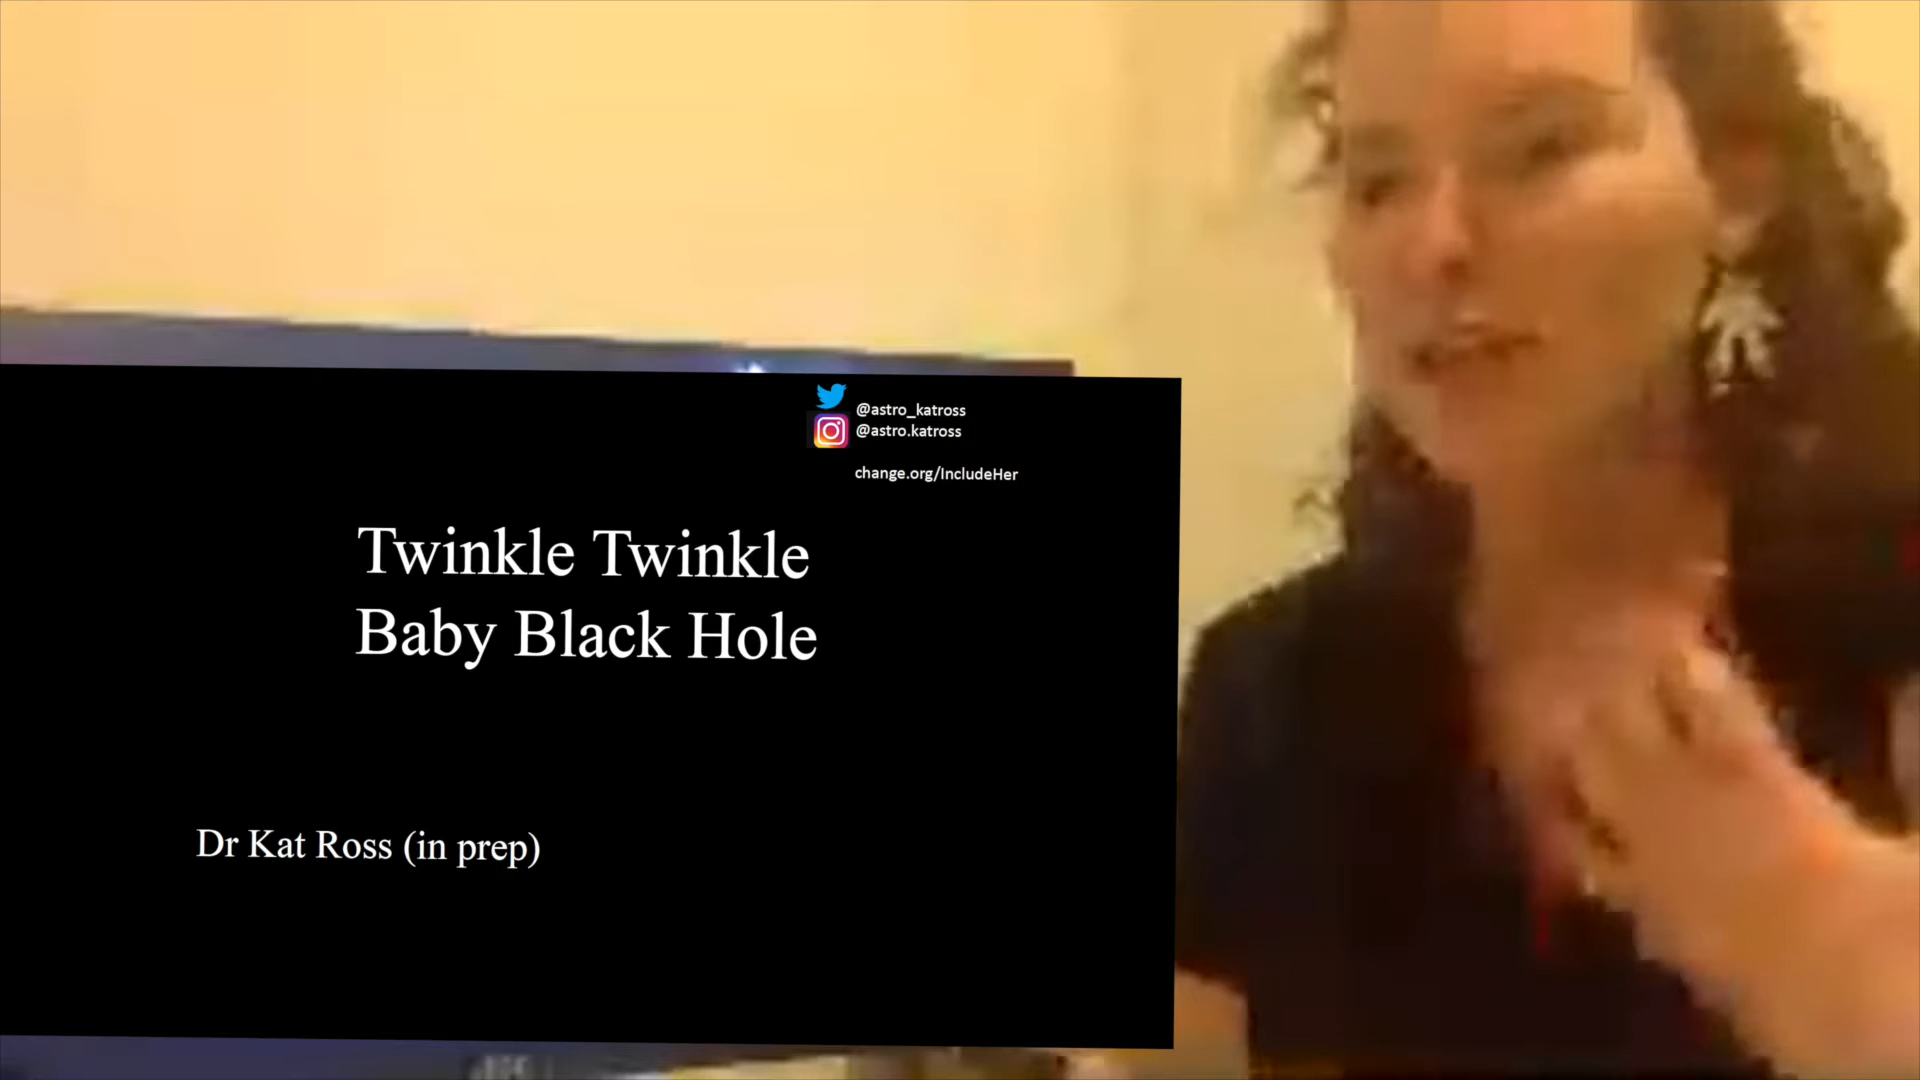 @astro_katross
@astro.katross
change.org/IncludeHer
Twinkle Twinkle
Baby Black Hole
Dr Kat Ross (in prep)